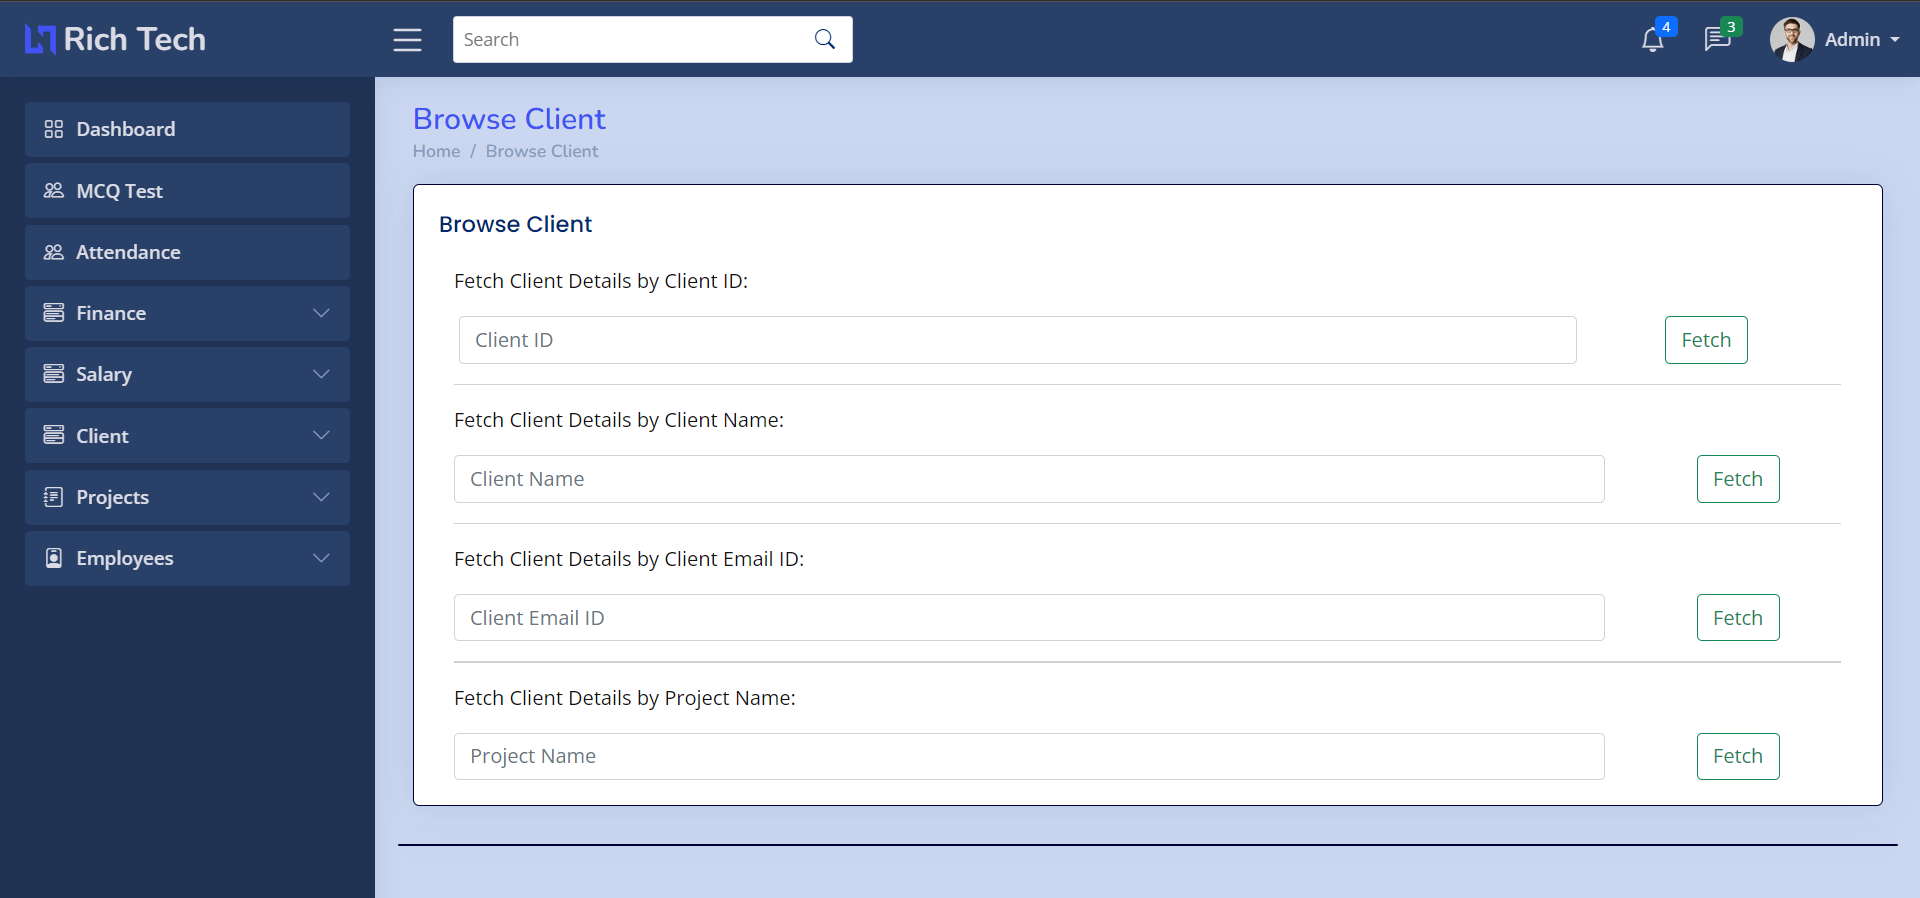 Rich Tech
Search
4
3
Admin
Dashboard
MCQ Test
Attendance
Finance
Salary
Client
Projects
Employees
Browse Client
Home / Browse Client
Browse Client
Fetch Client Details by Client ID:
Client ID
Fetch
Fetch Client Details by Client Name:
Client Name
Fetch
Fetch Client Details by Client Email ID:
Client Email ID
Fetch
Fetch Client Details by Project Name:
Project Name
Fetch